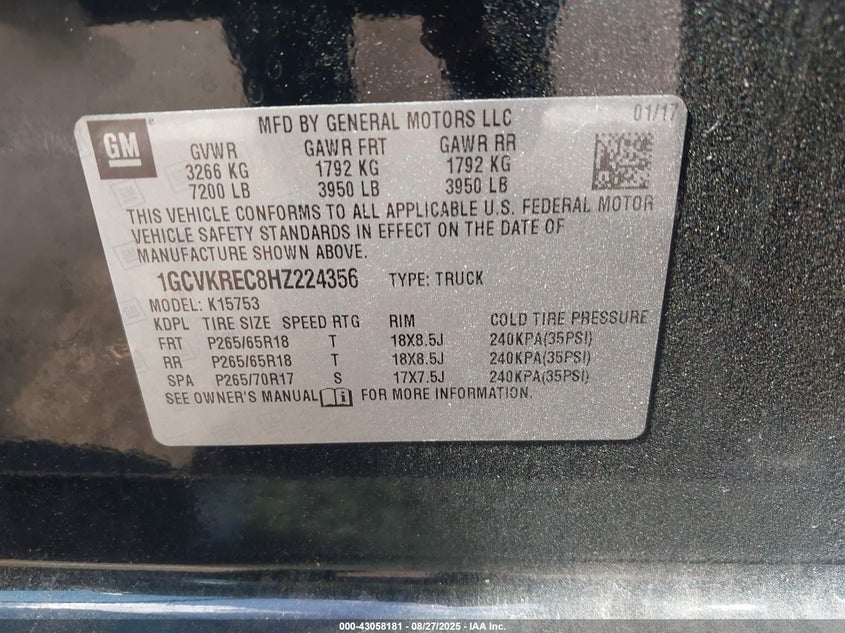 GM
MFD BY GENERAL MOTORS LLC 01/17
GVWR GAWR FRT GAWR RR
3266 KG 1792 KG 1792 KG
7200 LB 3950 LB 3950 LB
THIS VEHICLE CONFORMS TO ALL APPLICABLE U.S. FEDERAL MOTOR
VEHICLE SAFETY STANDARDS IN EFFECT ON THE DATE OF
MANUFACTURE SHOWN ABOVE.
1GCVKREC8HZ224356 TYPE: TRUCK
MODEL: K15753
KDPL TIRE SIZE SPEED RTG RIM COLD TIRE PRESSURE
FRT P265/65R18 T 18X8.5J 240KPA(35PSI)
RR P265/65R18 T 18X8.5J 240KPA(35PSI)
SPA P265/70R17 S 17X7.5J 240KPA(35PSI)
SEE OWNER'S MANUAL i FOR MORE INFORMATION.
000-43058181 - 08/27/2025 - IAA Inc.